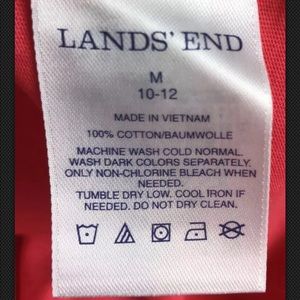 LANDS' END
M
10-12
MADE IN VIETNAM
100% COTTON/BAUMWOLLE
MACHINE WASH COLD NORMAL.
WASH DARK COLORS SEPARATELY.
ONLY NON-CHLORINE BLEACH WHEN
NEEDED.
TUMBLE DRY LOW. COOL IRON IF
NEEDED. DO NOT DRY CLEAN.